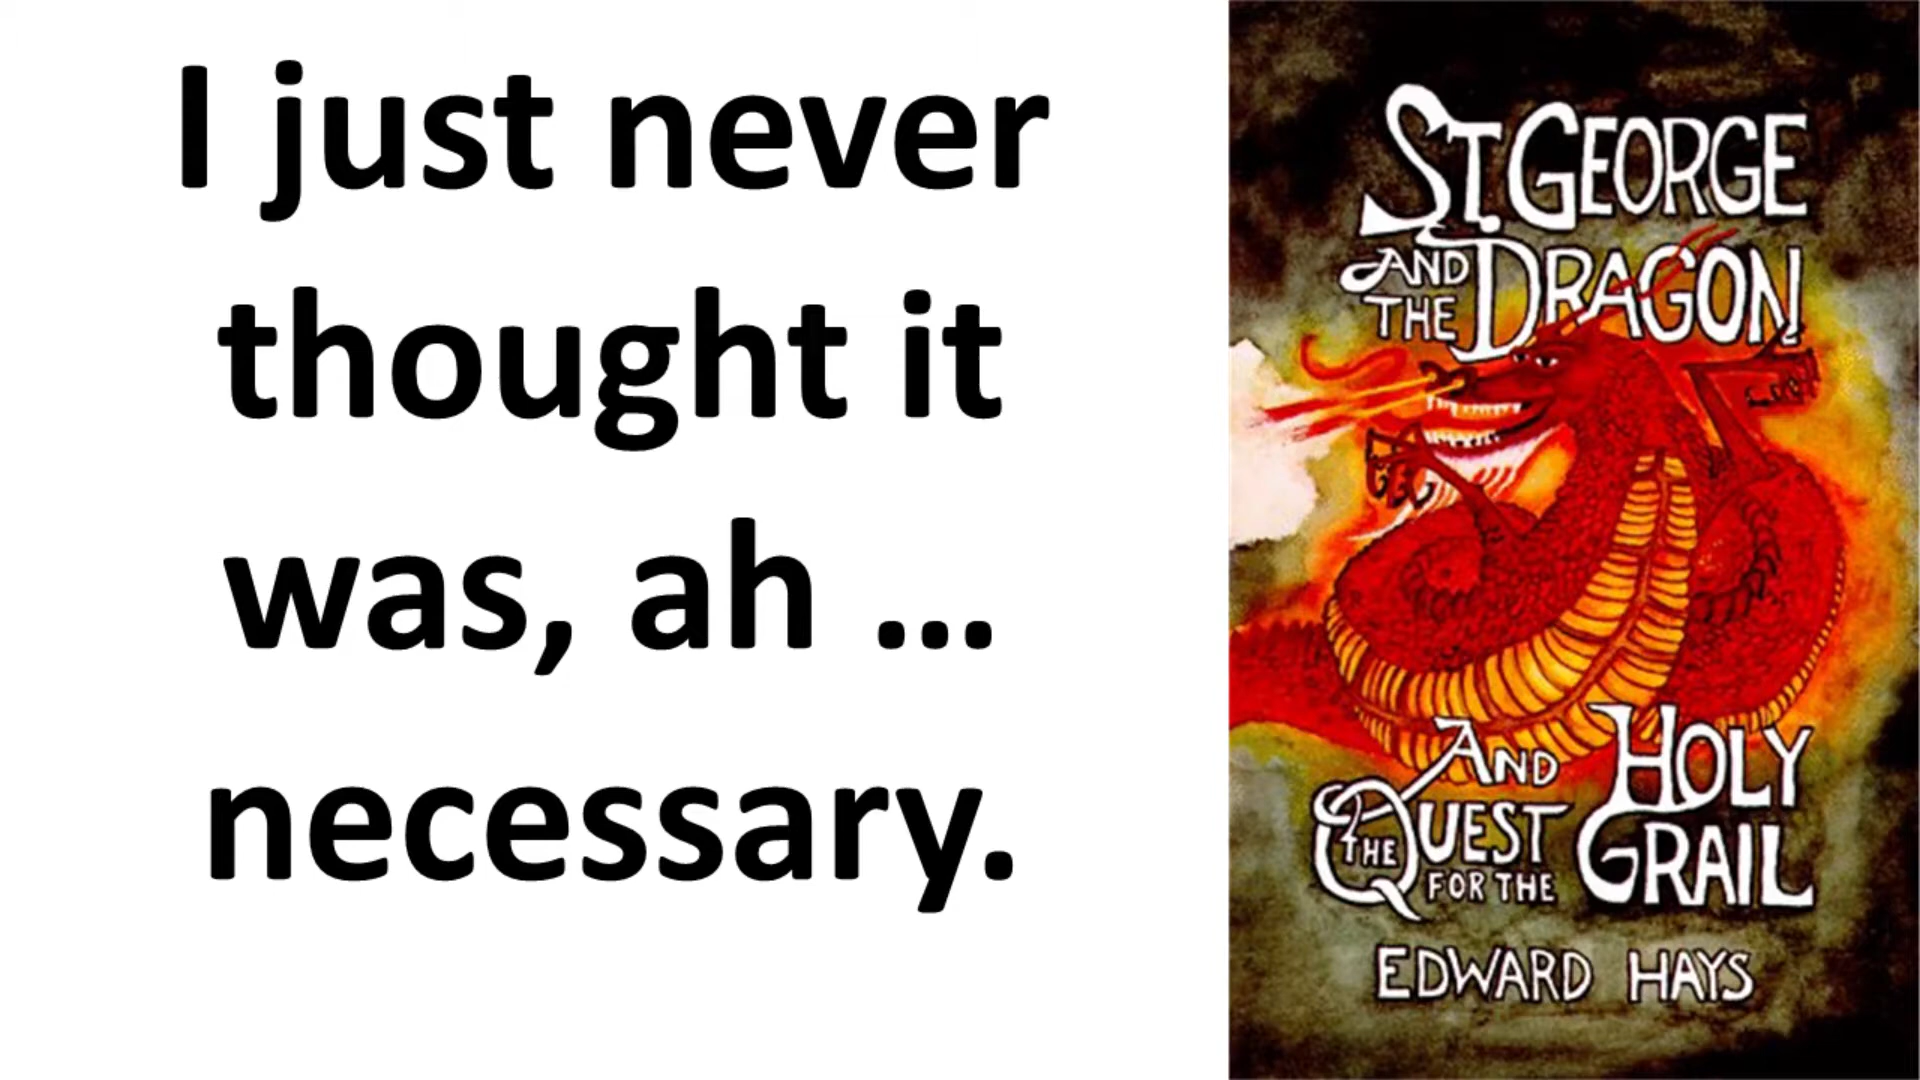 I just never
thought it
was, ah ...
necessary.
ST. GEORGE
AND THE DRAGON
AND THE QUEST FOR THE HOLY GRAIL
EDWARD HAYS